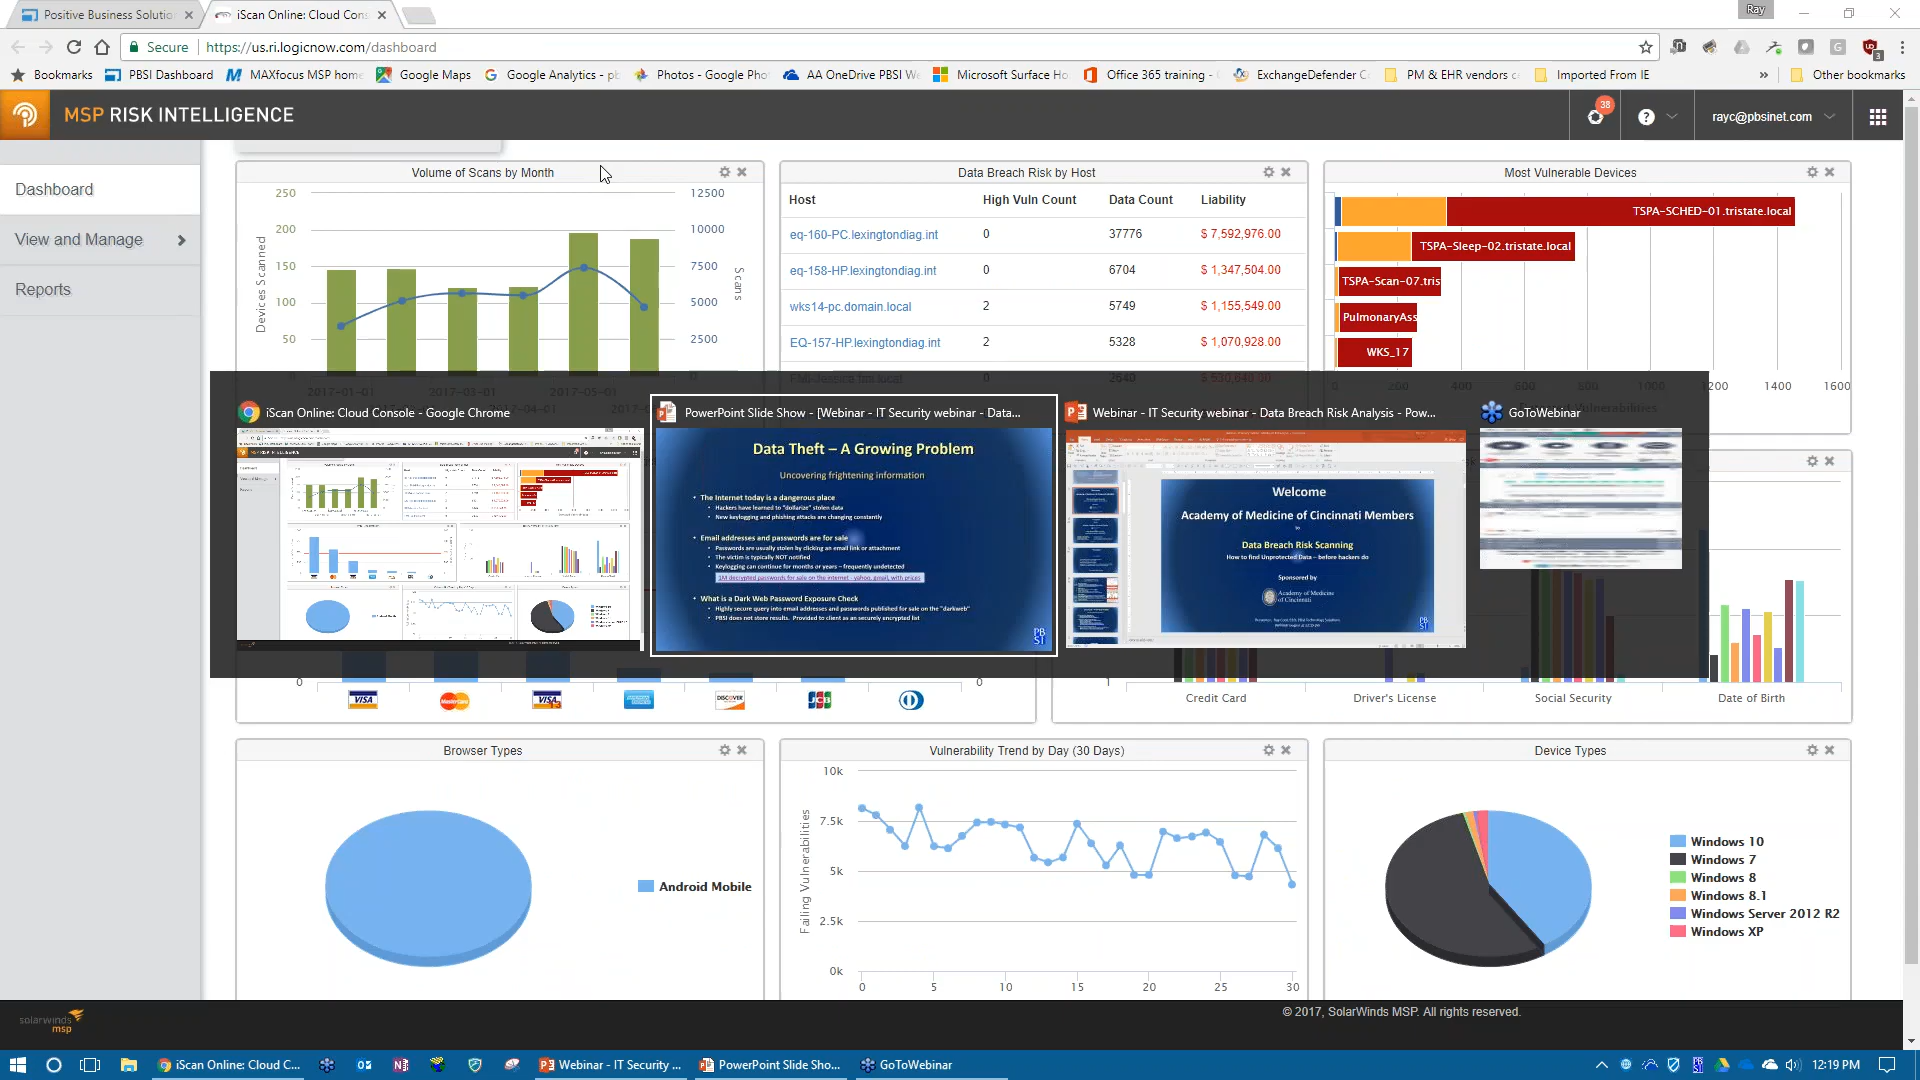 Positive Business Solutio
iScan Online: Cloud Cons
Ray
Secure
https://us.ri.logicnow.com/dashboard
Bookmarks
PBSI Dashboard
MAXfocus MSP hom
Google Maps
Google Analytics - pb
Photos - Google Pho
AA OneDrive PBSI W
Microsoft Surface Ho
Office 365 training -
ExchangeDefender C
PM & EHR vendors c
Imported From IE
Other bookmarks
MSP RISK INTELLIGENCE
38
rayc@pbsinet.com
Dashboard
View and Manage
Reports
Volume of Scans by Month
250
200
150
100
50
12500
10000
7500
5000
2500
Devices Scanned
Scans
2017-01-01
2017-03-01
2017-05-01
Data Breach Risk by Host
Host High Vuln Count Data Count Liability
eq-160-PC.lexingtondiag.int 0 37776 $ 7,592,976.00
eq-158-HP.lexingtondiag.int 0 6704 $ 1,347,504.00
wks14-pc.domain.local 2 5749 $ 1,155,549.00
EQ-157-HP.lexingtondiag.int 2 5328 $ 1,070,928.00
0 2640 $ 530,640.00
Most Vulnerable Devices
TSPA-SCHED-01.tristate.local
TSPA-Sleep-02.tristate.local
TSPA-Scan-07.tris
PulmonaryAss
WKS_17
0 200 400 600 800 1000 1200 1400 1600
iScan Online: Cloud Console - Google Chrome
PowerPoint Slide Show - [Webinar - IT Security webinar - Data...
Webinar - IT Security webinar - Data Breach Risk Analysis - Pow...
GoToWebinar
Data Theft – A Growing Problem
Uncovering frightening information
• The Internet today is a dangerous place
• Hackers have learned to "dollarize" stolen data
• New keylogging and phishing attacks are changing constantly
• Email addresses and passwords are for sale
• Passwords are usually stolen by clicking an email link or attachment
• The victim is typically NOT notified
• Keylogging can continue for months or years – frequently undetected
1M decrypted passwords for sale on the internet - yahoo, gmail, with prices
• What is a Dark Web Password Exposure Check
• Highly secure query into email addresses and passwords published for sale on the "darkweb"
• PBSI does not store results. Provided to client as securely encrypted list
PB
SI
Welcome
Academy of Medicine of Cincinnati Members
to
Data Breach Risk Scanning
How to find Unprotected Data – before hackers do
Sponsored by
Academy of Medicine
of Cincinnati
PB
SI
0
0
VISA
MasterCard
VISA
DISCOVER
JCB
1
Credit Card
Driver's License
Social Security
Date of Birth
Browser Types
Android Mobile
Vulnerability Trend by Day (30 Days)
Failing Vulnerabilities
10k
7.5k
5k
2.5k
0k
0 5 10 15 20 25 30
Device Types
Windows 10
Windows 7
Windows 8
Windows 8.1
Windows Server 2012 R2
Windows XP
solarwinds
msp
© 2017, SolarWinds MSP. All rights reserved.
iScan Online: Cloud C...
Webinar - IT Security ...
PowerPoint Slide Sho...
GoToWebinar
12:19 PM